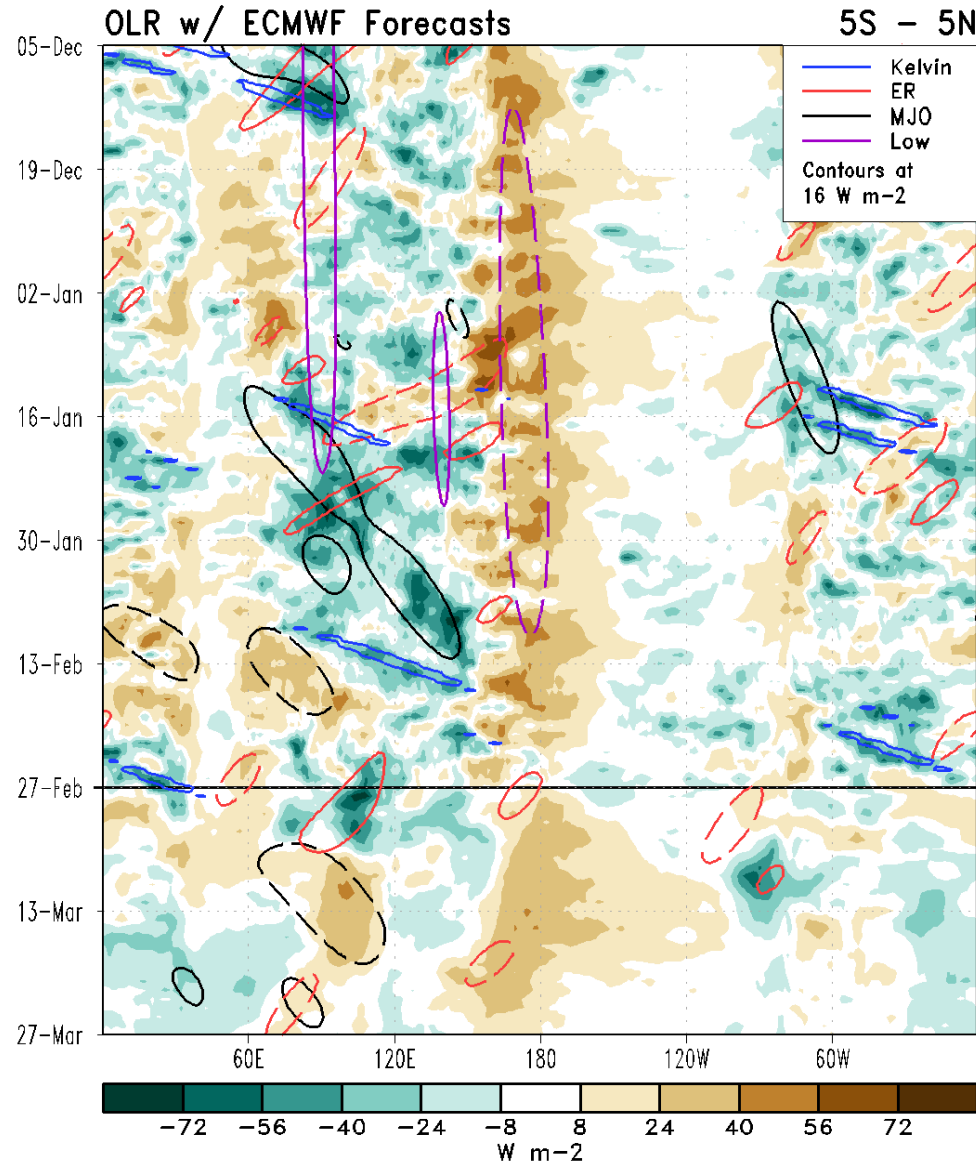 OLR w/ ECMWF Forecasts 5S - 5N
05-Dec
19-Dec
02-Jan
16-Jan
30-Jan
13-Feb
27-Feb
13-Mar
27-Mar
Kelvin
ER
MJO
Low
Contours at
16 W m-2
60E 120E 180 120W 60W
-72 -56 -40 -24 -8 8 24 40 56 72
W m-2